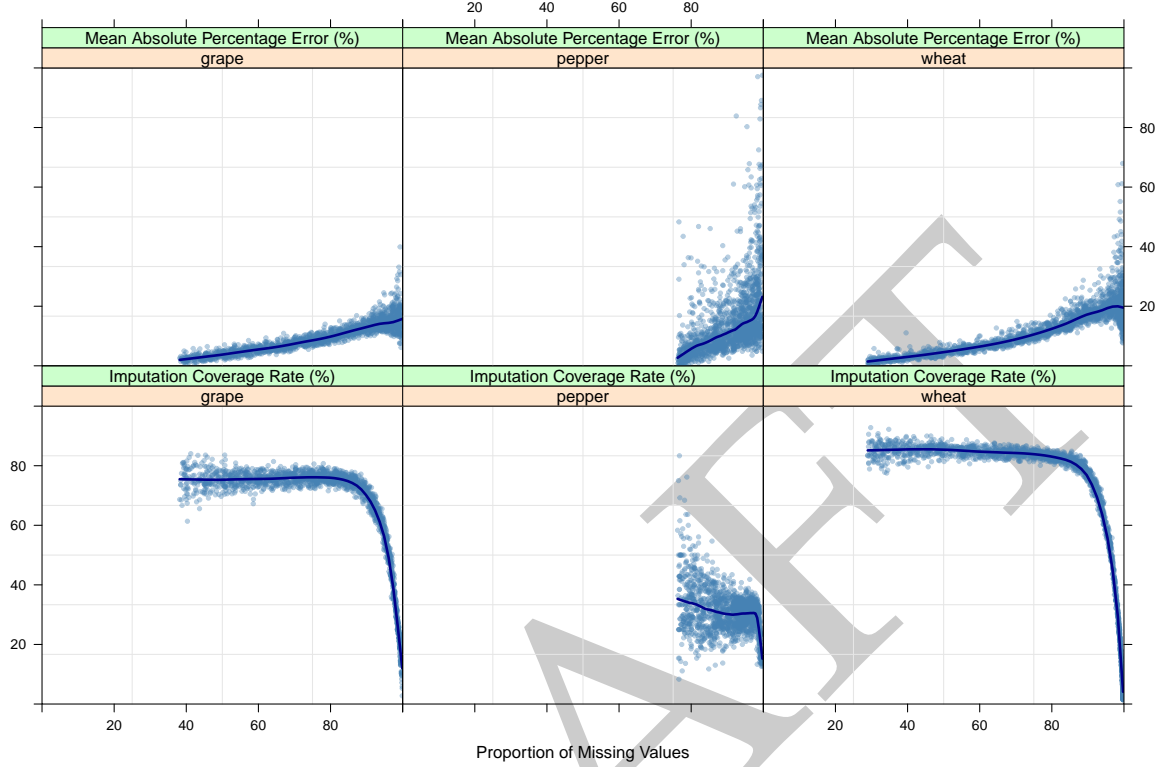 20 80
Mean Absolute Percentage Error (%) Mean Absolute Percentage Error (%) Mean Absolute Percentage Error (%)
grape pepper wheat
80
60
40
20
Imputation Coverage Rate (%) Imputation Coverage Rate (%) Imputation Coverage Rate (%)
grape pepper wheat
80
60
40
20
20 40 60 80 20 40 60 80
Proportion of Missing Values
AFT